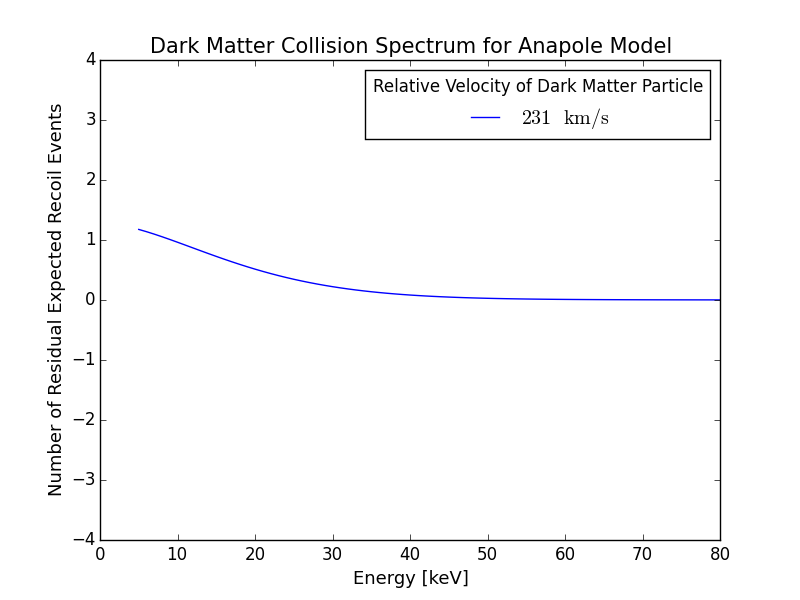 Dark Matter Collision Spectrum for Anapole Model
Relative Velocity of Dark Matter Particle
231 km/s
Number of Residual Expected Recoil Events
4
3
2
1
0
−1
−2
−3
−4
0 10 20 30 40 50 60 70 80
Energy [keV]